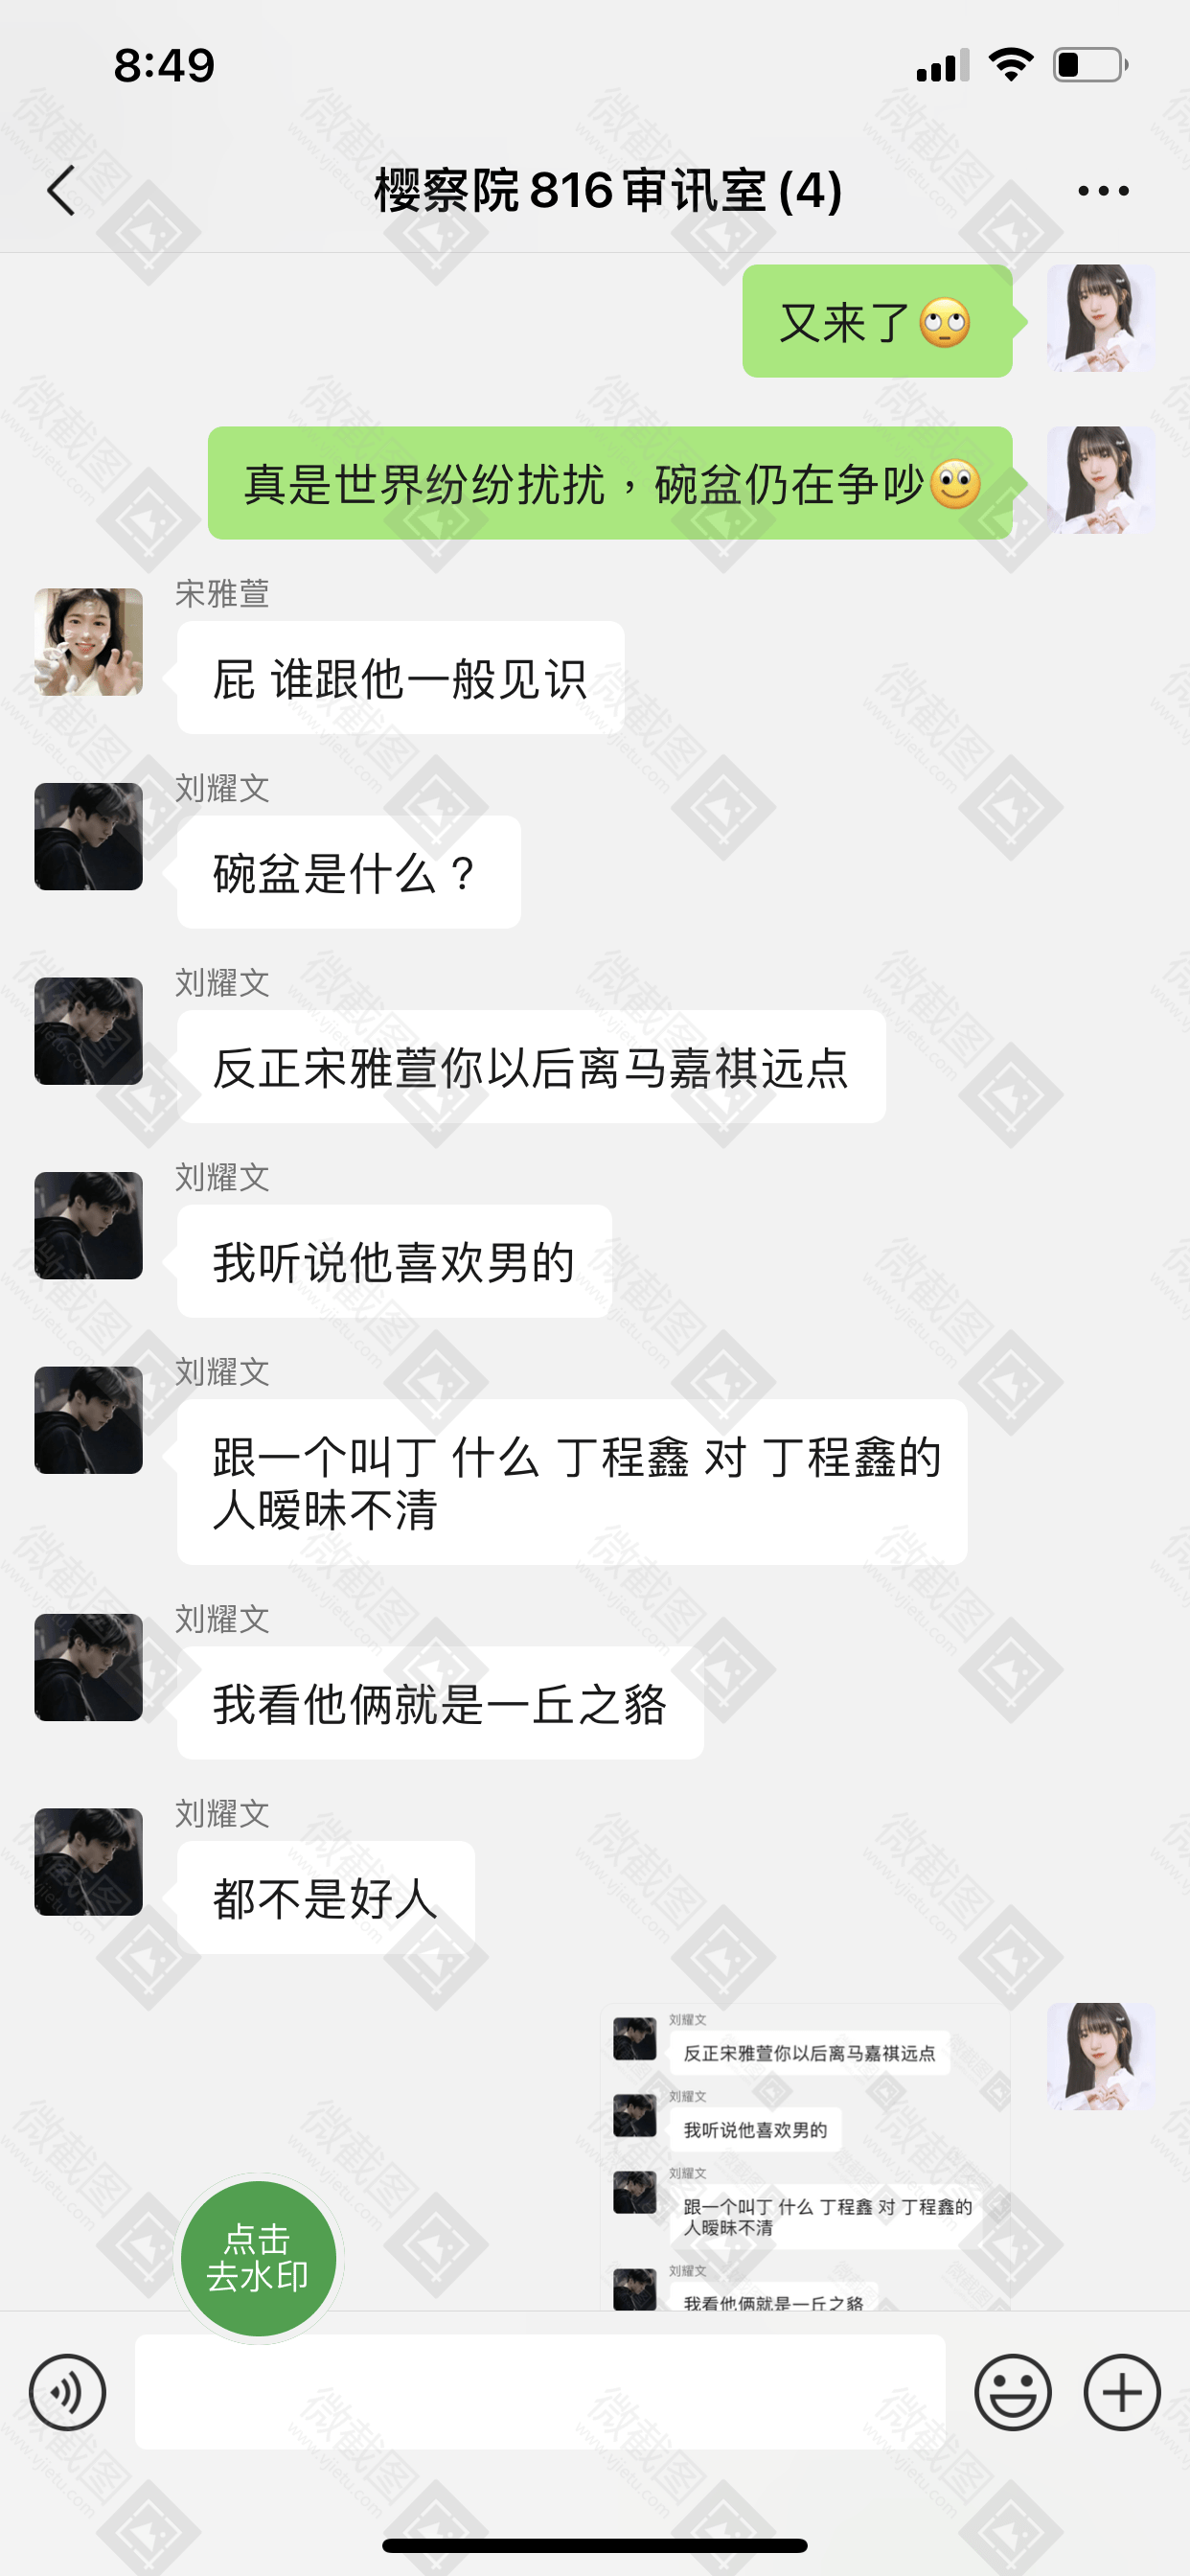 8:49
樱察院816审讯室(4)
又来了🙄
真是世界纷纷扰扰，碗盆仍在争吵🙂
宋雅萱
屁 谁跟他一般见识
刘耀文
碗盆是什么？
刘耀文
反正宋雅萱你以后离马嘉祺远点
刘耀文
我听说他喜欢男的
刘耀文
跟一个叫丁 什么 丁程鑫 对 丁程鑫的
人暧昧不清
刘耀文
我看他俩就是一丘之貉
刘耀文
都不是好人
刘耀文
反正宋雅萱你以后离马嘉祺远点
刘耀文
我听说他喜欢男的
刘耀文
跟一个叫丁 什么 丁程鑫 对 丁程鑫的
人暧昧不清
刘耀文
我看他俩就是一丘之貉
点击
去水印
微截图
www.vjietu.com